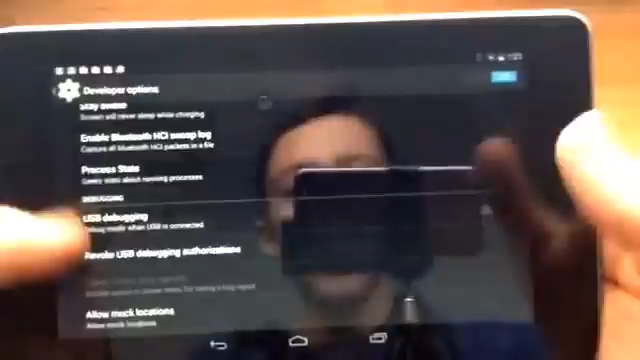 Developer options
Stay awake
Screen will never sleep while charging
Enable Bluetooth HCI snoop log
Capture all bluetooth HCI packets in a file
Process Stats
Geeky stats about running processes
DEBUGGING
USB debugging
Debug mode when USB is connected
Revoke USB debugging authorizations
Allow mock locations
Allow mock locations